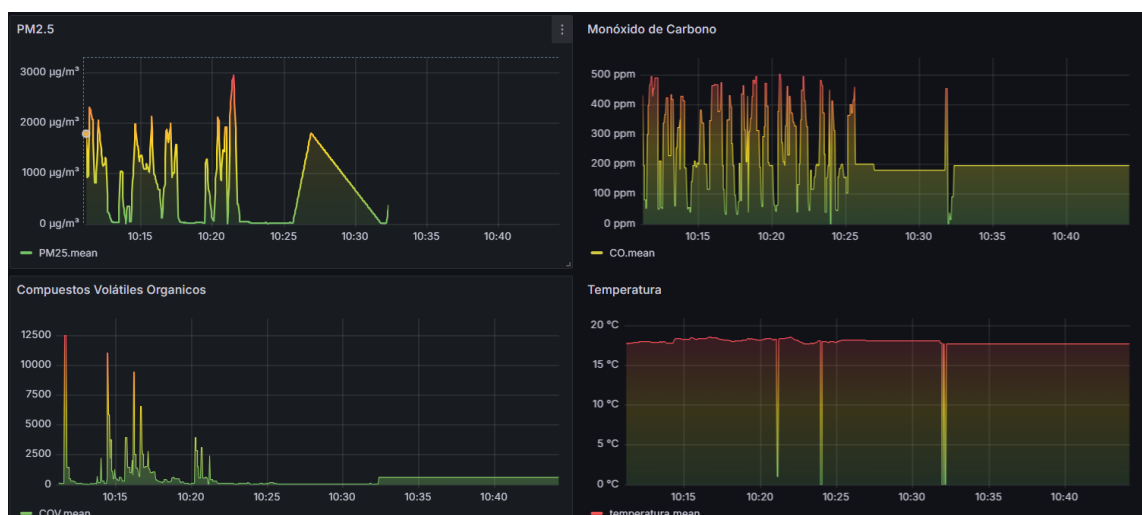 PM2.5
3000 µg/m³
2000 µg/m³
1000 µg/m³
0 µg/m³
10:15 10:20 10:25 10:30 10:35 10:40
PM25.mean
Monóxido de Carbono
500 ppm
400 ppm
300 ppm
200 ppm
100 ppm
0 ppm
10:15 10:20 10:25 10:30 10:35 10:40
CO.mean
Compuestos Volátiles Organicos
12500
10000
7500
5000
2500
0
10:15 10:20 10:25 10:30 10:35 10:40
COV.mean
Temperatura
20 °C
15 °C
10 °C
5 °C
0 °C
10:15 10:20 10:25 10:30 10:35 10:40
temperatura.mean